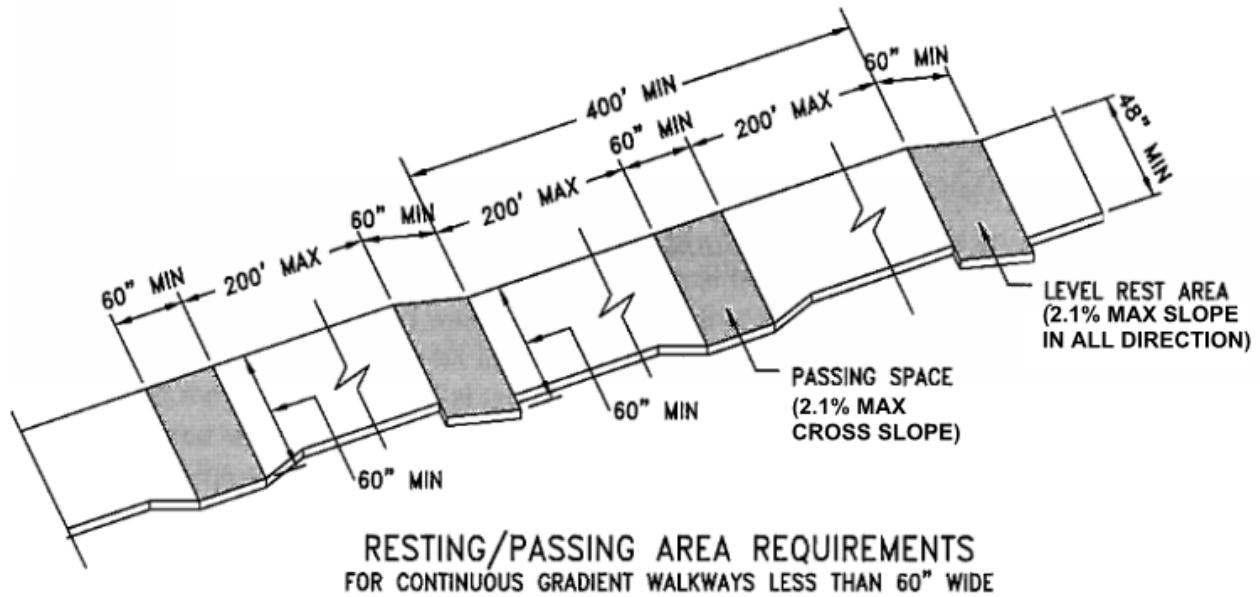 60" MIN
400' MIN
60" MIN
200' MAX
48" MIN
60" MIN
200' MAX
60" MIN
200' MAX
60" MIN
LEVEL REST AREA
(2.1% MAX SLOPE
IN ALL DIRECTION)
PASSING SPACE
(2.1% MAX
CROSS SLOPE)
60" MIN
60" MIN
RESTING/PASSING AREA REQUIREMENTS
FOR CONTINUOUS GRADIENT WALKWAYS LESS THAN 60" WIDE